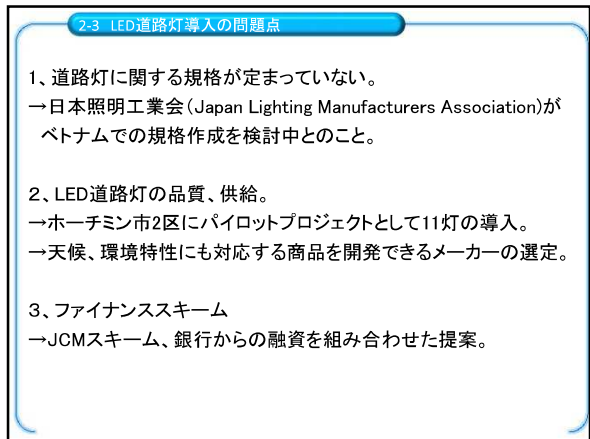 2-3 LED道路灯導入の問題点
1、道路灯に関する規格が定まっていない。
→日本照明工業会（Japan Lighting Manufacturers Association)が
ベトナムでの規格作成を検討中とのこと。
２、LED道路灯の品質、供給。
→ホーチミン市2区にパイロットプロジェクトとして11灯の導入。
→天候、環境特性にも対応する商品を開発できるメーカーの選定。
３、ファイナンススキーム
→JCMスキーム、銀行からの融資を組み合わせた提案。